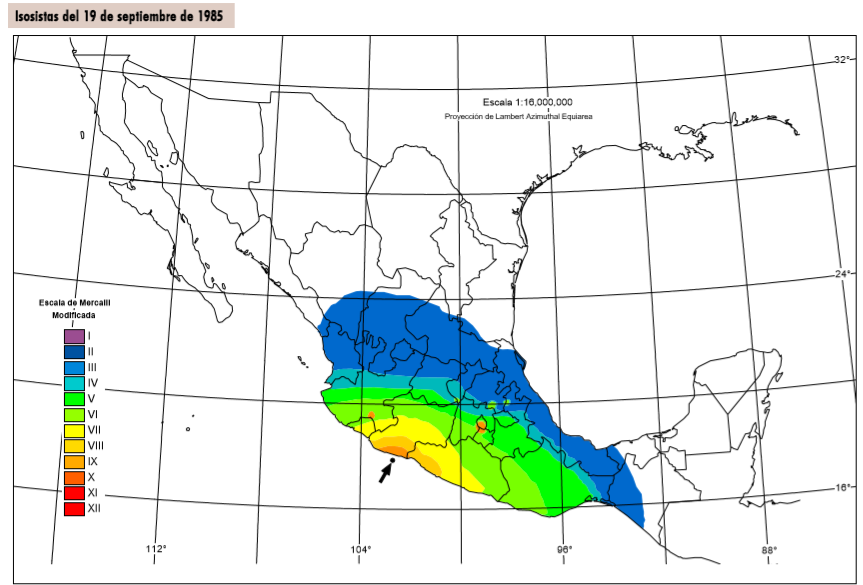 Isosistas del 19 de septiembre de 1985
32°
Escala 1:16,000,000
Proyección de Lambert Azimuthal Equiarea
24°
Escala de Mercalli
Modificada
I
II
III
IV
V
VI
VII
VIII
IX
X
XI
XII
16°
112°
104°
96°
88°